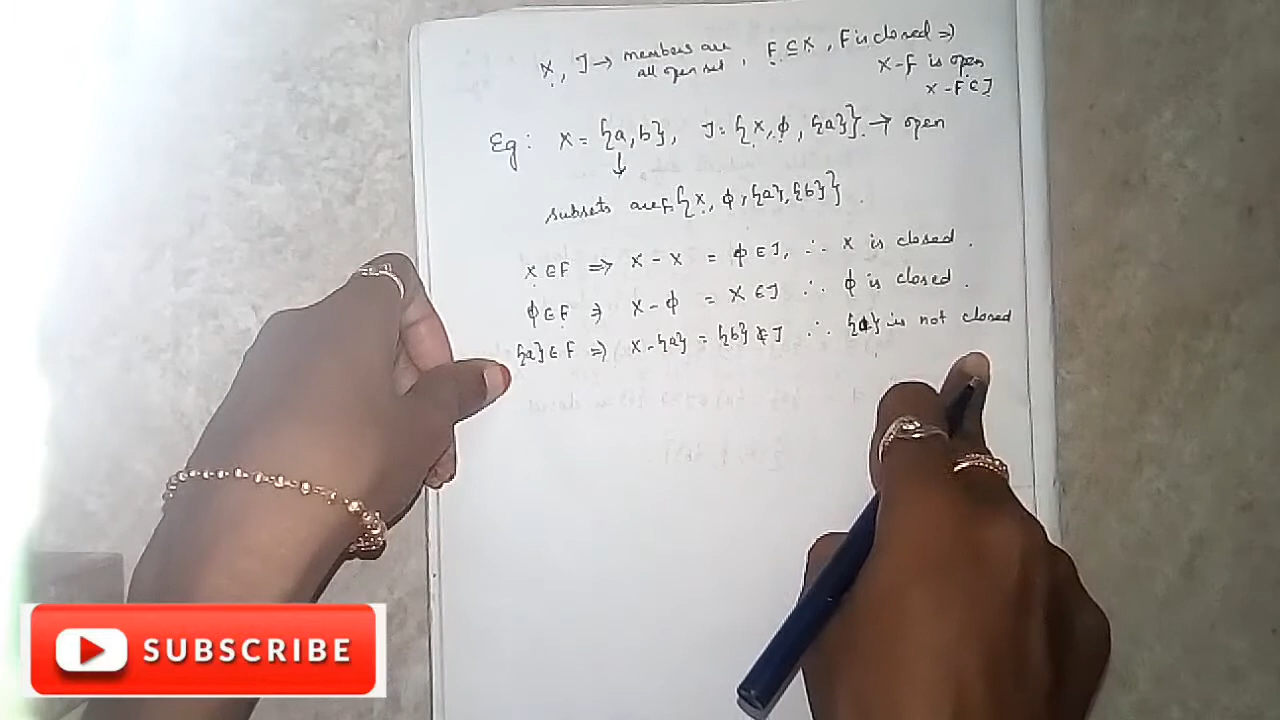 X, J → members are all open set, F ⊆ X, F is closed ⇒
X-F is open
X-F ∈ J
Eg: X = {a,b}, J = {X, ϕ, {a}} → open
↓
subsets are F {X, ϕ, {a}, {b}}.
X ∈ F ⇒ X - X = ϕ ∈ J, ∴ X is closed.
ϕ ∈ F ⇒ X - ϕ = X ∈ J ∴ ϕ is closed.
{a} ∈ F ⇒ X - {a} = {b} ∉ J ∴ {a} is not closed
SUBSCRIBE